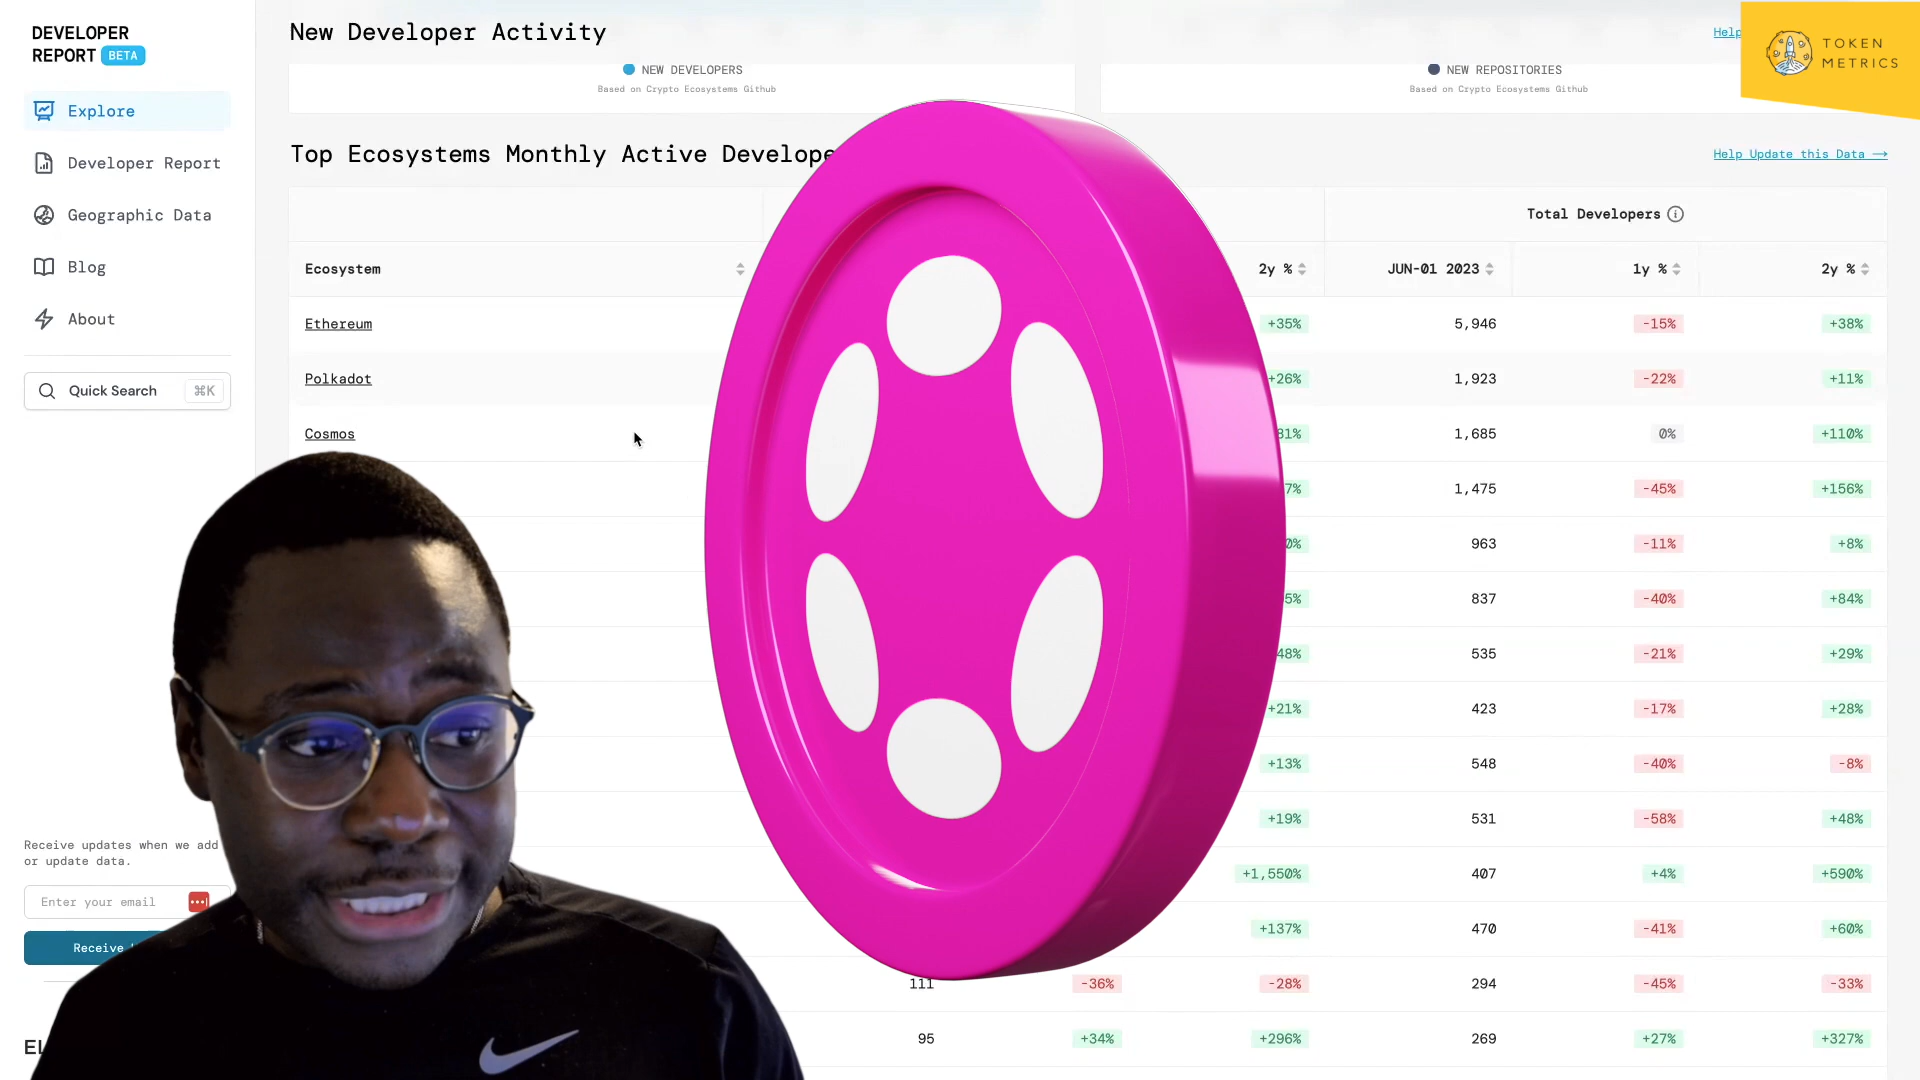 DEVELOPER
REPORT BETA
Explore
Developer Report
Geographic Data
Blog
About
Quick Search ⌘K
Receive updates when we add
or update data.
Enter your email
Receive
New Developer Activity
Help
TOKEN
METRICS
NEW DEVELOPERS
Based on Crypto Ecosystems Github
NEW REPOSITORIES
Based on Crypto Ecosystems Github
Top Ecosystems Monthly Active Develope
Help Update this Data →
Total Developers
Ecosystem 2y % JUN-01 2023 1y % 2y %
Ethereum +35% 5,946 -15% +38%
Polkadot +26% 1,923 -22% +11%
Cosmos 1,685 0% +110%
1,475 -45% +156%
963 -11% +8%
837 -40% +84%
535 -21% +29%
+21% 423 -17% +28%
+13% 548 -40% -8%
+19% 531 -58% +48%
+1,550% 407 +4% +590%
+137% 470 -41% +60%
111 -36% -28% 294 -45% -33%
95 +34% +296% 269 +27% +327%